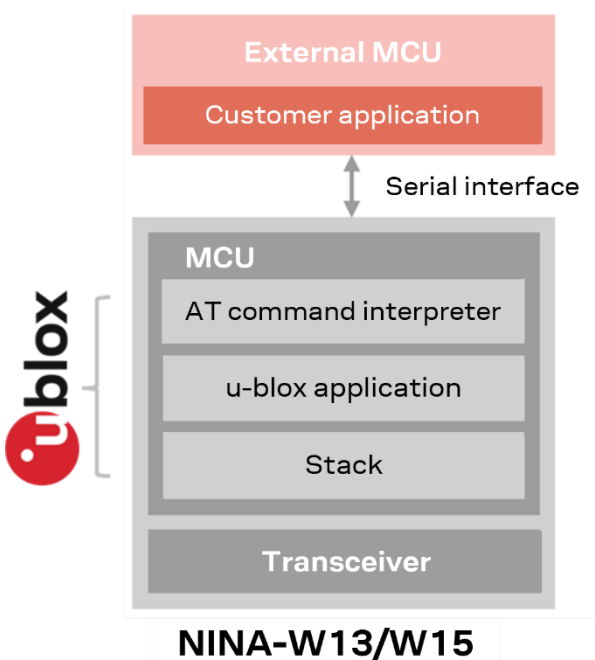 External MCU
Customer application
Serial interface
MCU
AT command interpreter
u-blox application
Stack
ublox
Transceiver
NINA-W13/W15